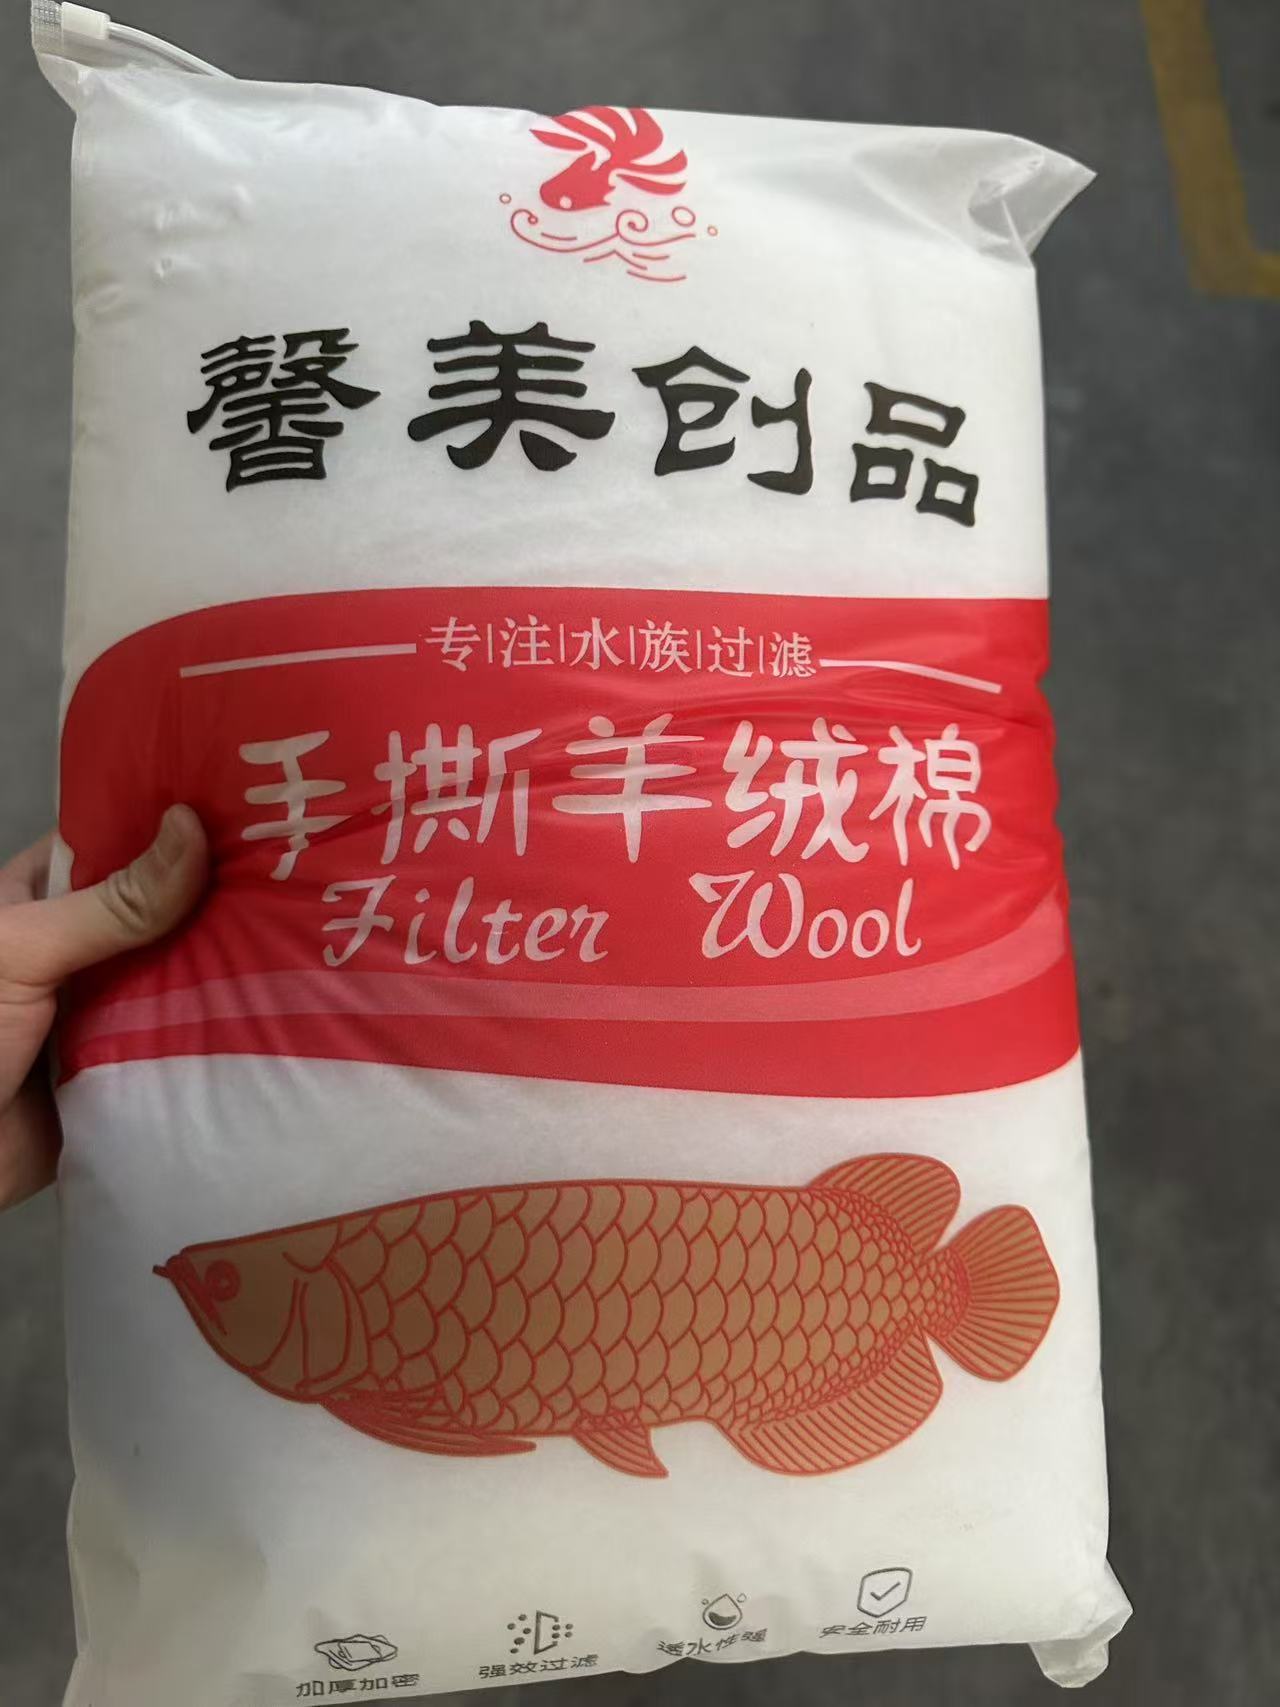 馨美创品
专|注|水|族|过|滤
手撕羊绒棉
Filter Wool
加厚加密
强效过滤
透水性强
安全耐用